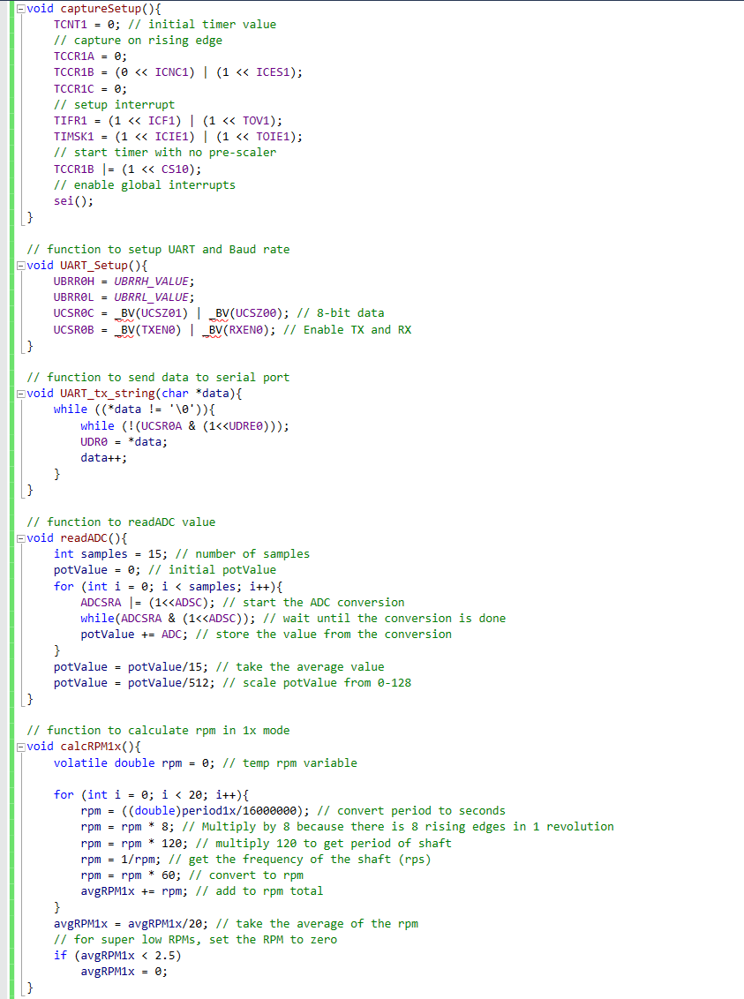 void captureSetup(){
TCNT1 = 0; // initial timer value
// capture on rising edge
TCCR1A = 0;
TCCR1B = (0 << ICNC1) | (1 << ICES1);
TCCR1C = 0;
// setup interrupt
TIFR1 = (1 << ICF1) | (1 << TOV1);
TIMSK1 = (1 << ICIE1) | (1 << TOIE1);
// start timer with no pre-scaler
TCCR1B |= (1 << CS10);
// enable global interrupts
sei();
}
// function to setup UART and Baud rate
void UART_Setup(){
UBRR0H = UBRRH_VALUE;
UBRR0L = UBRRL_VALUE;
UCSR0C = _BV(UCSZ01) | _BV(UCSZ00); // 8-bit data
UCSR0B = _BV(TXEN0) | _BV(RXEN0); // Enable TX and RX
}
// function to send data to serial port
void UART_tx_string(char *data){
while ((*data != '\0')){
while (!(UCSR0A & (1<<UDRE0)));
UDR0 = *data;
data++;
}
}
// function to readADC value
void readADC(){
int samples = 15; // number of samples
potValue = 0; // initial potValue
for (int i = 0; i < samples; i++){
ADCSRA |= (1<<ADSC); // start the ADC conversion
while(ADCSRA & (1<<ADSC)); // wait until the conversion is done
potValue += ADC; // store the value from the conversion
}
potValue = potValue/15; // take the average value
potValue = potValue/512; // scale potValue from 0-128
}
// function to calculate rpm in 1x mode
void calcRPM1x(){
volatile double rpm = 0; // temp rpm variable
for (int i = 0; i < 20; i++){
rpm = ((double)period1x/16000000); // convert period to seconds
rpm = rpm * 8; // Multiply by 8 because there is 8 rising edges in 1 revolution
rpm = rpm * 120; // multiply 120 to get period of shaft
rpm = 1/rpm; // get the frequency of the shaft (rps)
rpm = rpm * 60; // convert to rpm
avgRPM1x += rpm; // add to rpm total
}
avgRPM1x = avgRPM1x/20; // take the average of the rpm
// for super low RPMs, set the RPM to zero
if (avgRPM1x < 2.5)
avgRPM1x = 0;
}